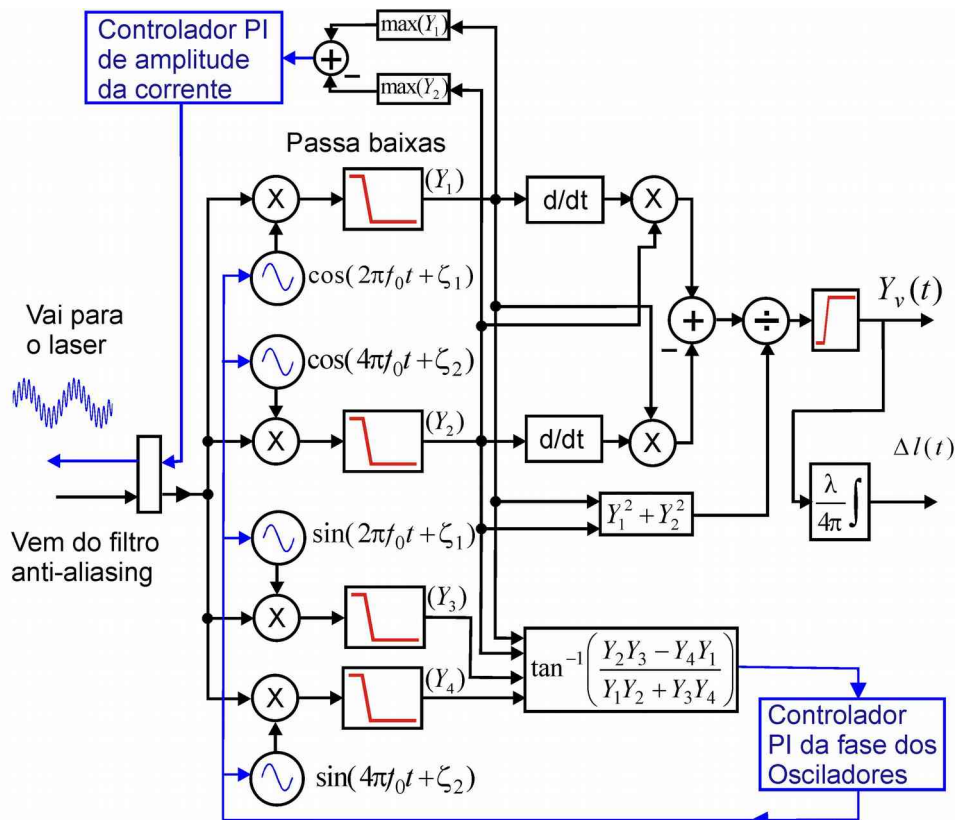 Controlador PI
de amplitude
da corrente
+
−
max(Y₁)
max(Y₂)
Passa baixas
X
(Y₁)
d/dt
X
cos(2πf₀t+ζ₁)
Vai para
o laser
cos(4πf₀t+ζ₂)
+
−
÷
Yᵥ(t)
X
(Y₂)
d/dt
X
Δl(t)
λ/4π ∫
Y₁²+Y₂²
Vem do filtro
anti-aliasing
sin(2πf₀t+ζ₁)
X
(Y₃)
tan⁻¹((Y₂Y₃−Y₄Y₁)/(Y₁Y₂+Y₃Y₄))
X
(Y₄)
Controlador
PI da fase dos
Osciladores
sin(4πf₀t+ζ₂)